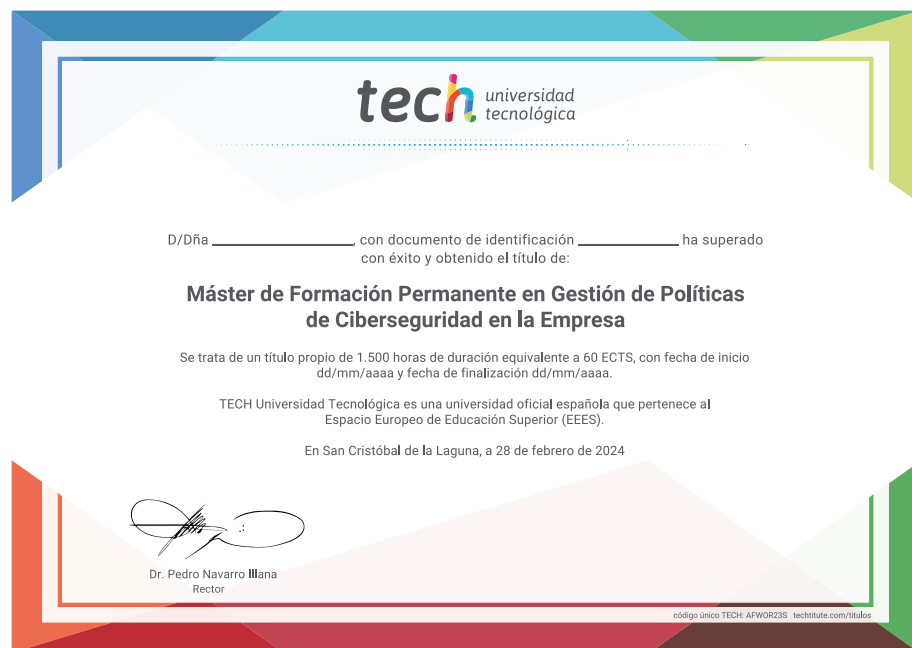 tech universidad
tecnológica
D/Dña ____________________, con documento de identificación ______________ ha superado
con éxito y obtenido el título de:
Máster de Formación Permanente en Gestión de Políticas
de Ciberseguridad en la Empresa
Se trata de un título propio de 1.500 horas de duración equivalente a 60 ECTS, con fecha de inicio
dd/mm/aaaa y fecha de finalización dd/mm/aaaa.
TECH Universidad Tecnológica es una universidad oficial española que pertenece al
Espacio Europeo de Educación Superior (EEES).
En San Cristóbal de la Laguna, a 28 de febrero de 2024
Dr. Pedro Navarro Illana
Rector
código único TECH: AFWOR23S techtitute.com/titulos